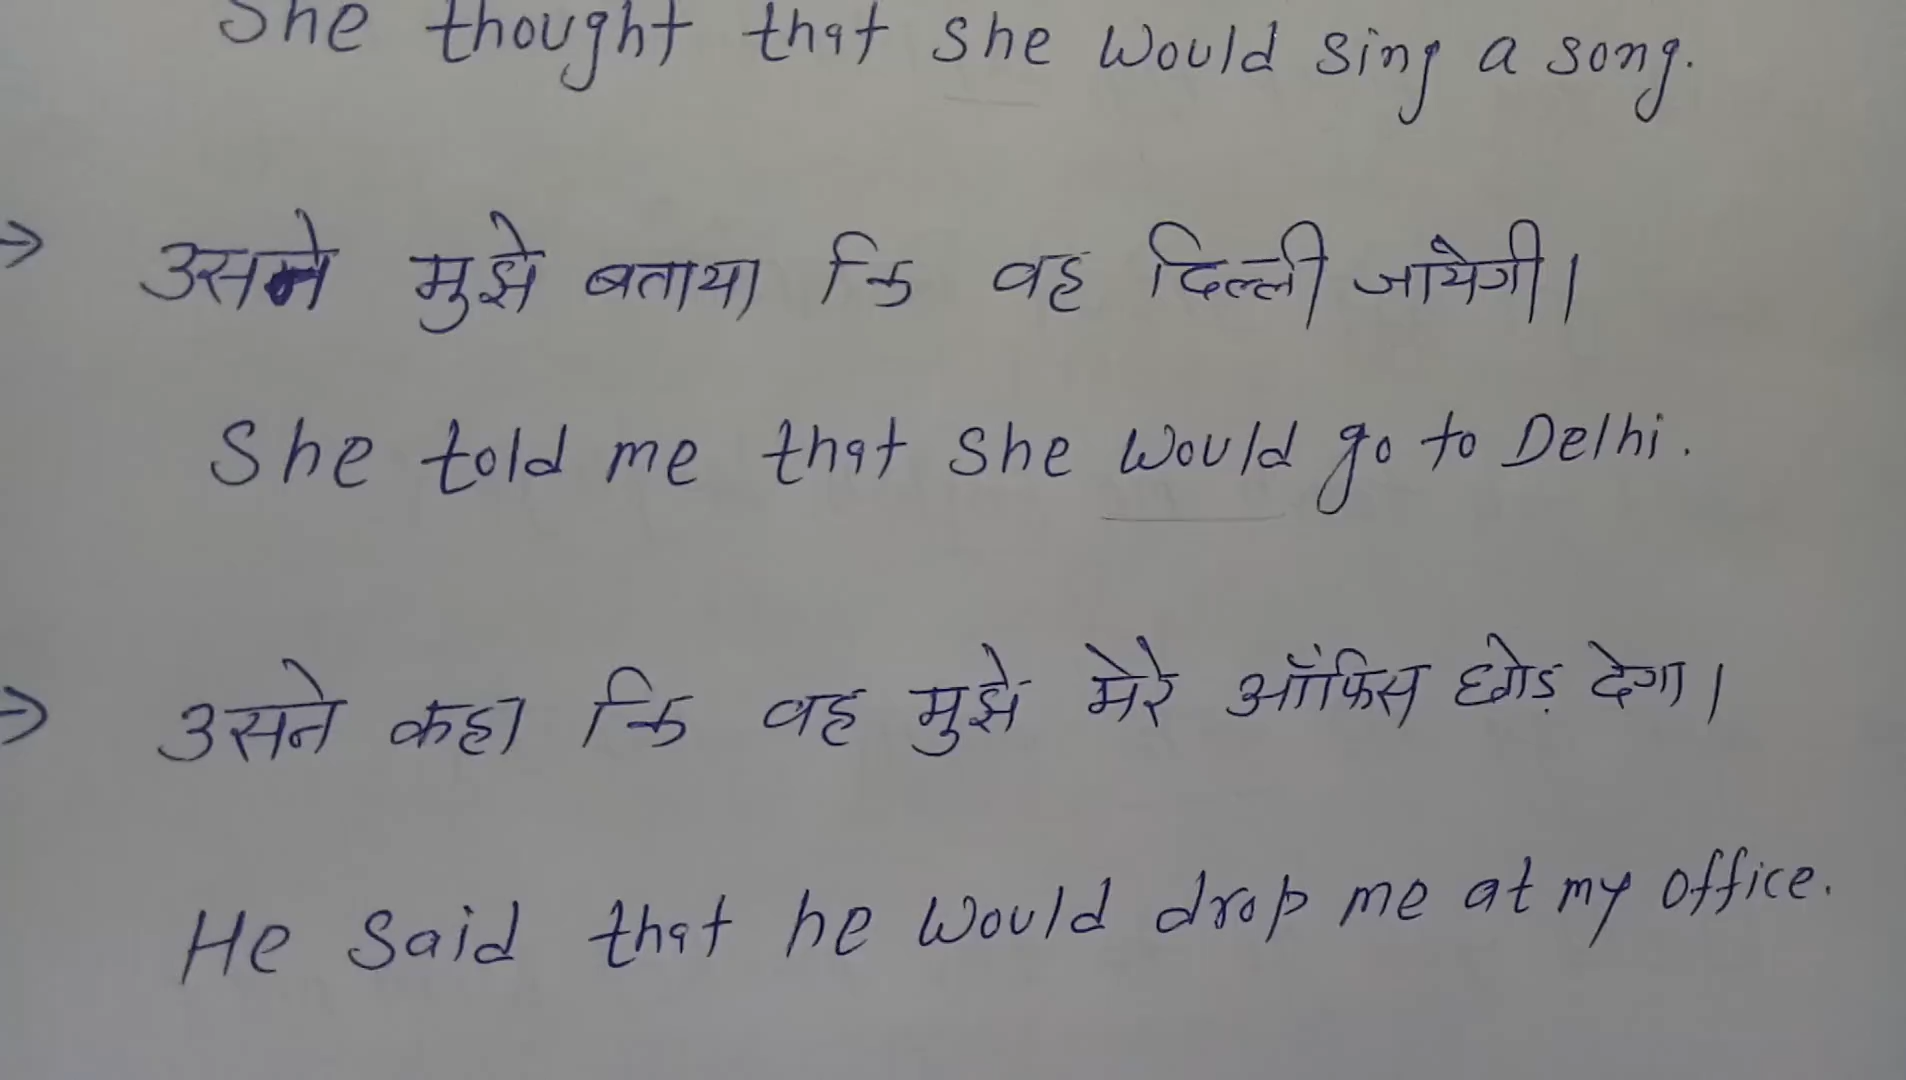 She thought that she would sing a song.
→ उसने मुझे बताया कि वह दिल्ली जायेगी।
She told me that she would go to Delhi.
→ उसने कहा कि वह मुझे मेरे ऑफिस छोड़ देगा।
He said that he would drop me at my office.